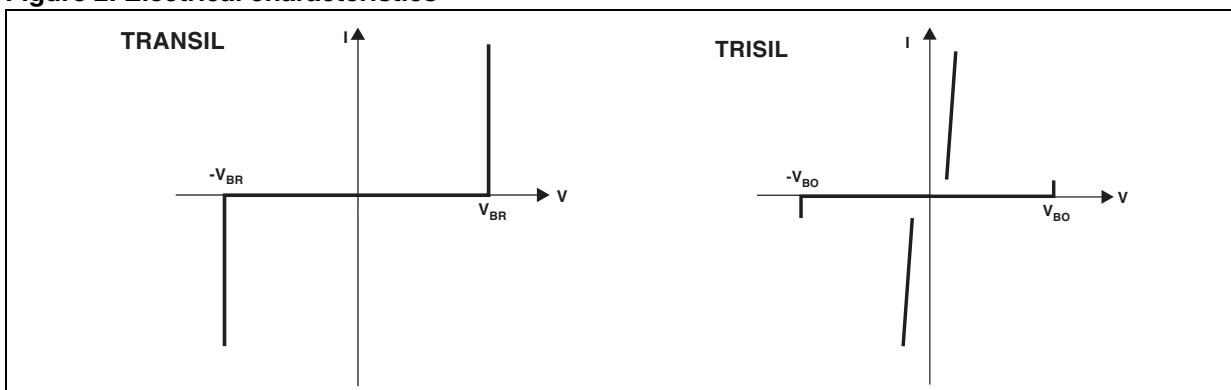 Figure 2. Electrical characteristics
TRANSIL
I
-VBR
VBR
V
TRISIL
I
-VBO
VBO
V